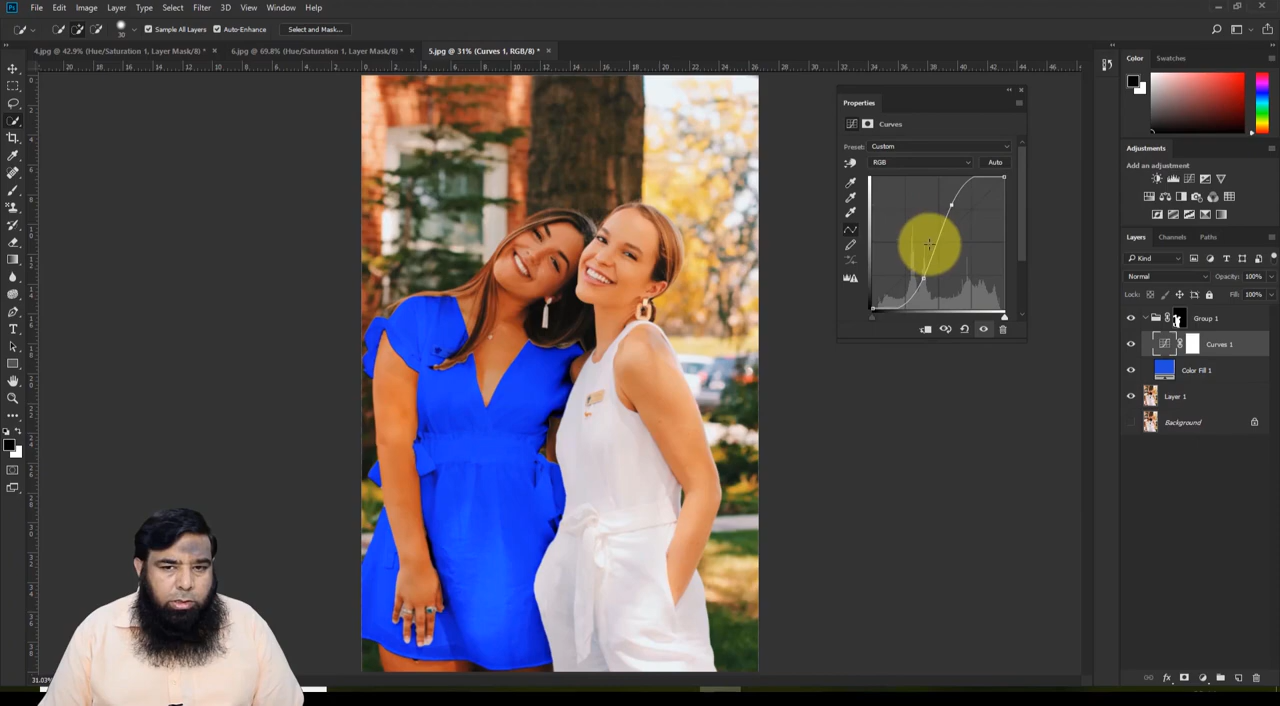 Ps File Edit Image Layer Type Select Filter 3D View Window Help
30 Sample All Layers Auto-Enhance Select and Mask...
4.jpg @ 42.9% (Hue/Saturation 1, Layer Mask/8) * × 6.jpg @ 69.8% (Hue/Saturation 1, Layer Mask/8) * × 5.jpg @ 31% (Curves 1, RGB/8) * ×
Color Swatches
Properties
Curves
Preset: Custom
RGB Auto
Adjustments
Add an adjustment
Layers Channels Paths
Kind
Normal Opacity: 100%
Lock: Fill: 100%
Group 1
Curves 1
Color Fill 1
Layer 1
Background
31.03%